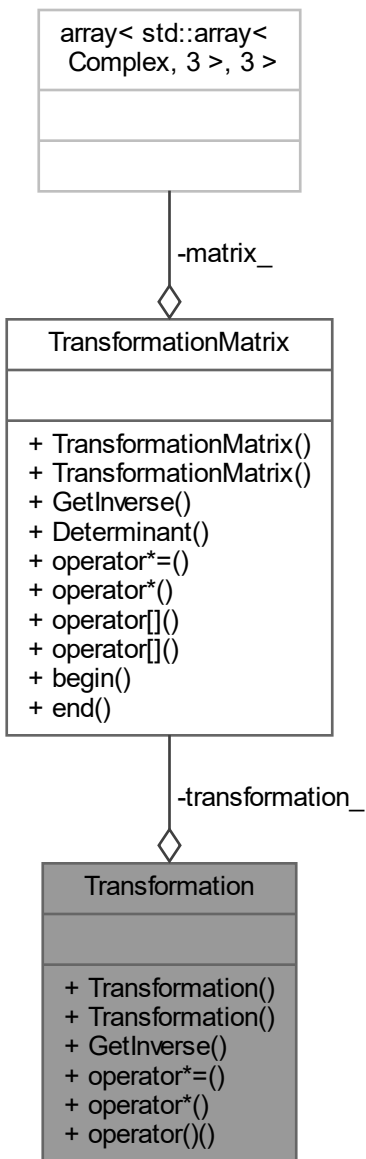 array< std::array<
Complex, 3 >, 3 >
-matrix_
TransformationMatrix
+ TransformationMatrix()
+ TransformationMatrix()
+ GetInverse()
+ Determinant()
+ operator*=()
+ operator*()
+ operator[]()
+ operator[]()
+ begin()
+ end()
-transformation_
Transformation
+ Transformation()
+ Transformation()
+ GetInverse()
+ operator*=()
+ operator*()
+ operator()()